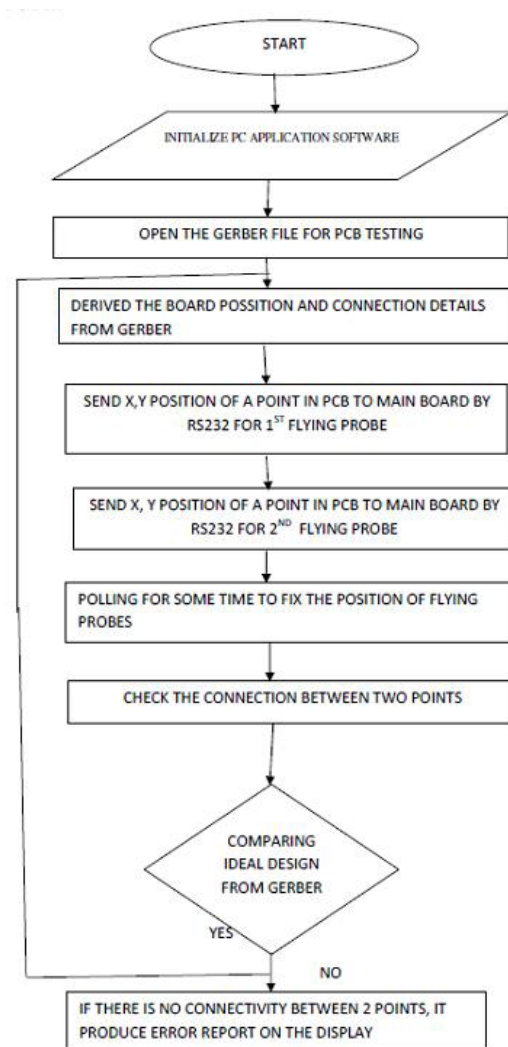 START
INITIALIZE PC APPLICATION SOFTWARE
OPEN THE GERBER FILE FOR PCB TESTING
DERIVED THE BOARD POSSITION AND CONNECTION DETAILS
FROM GERBER
SEND X,Y POSITION OF A POINT IN PCB TO MAIN BOARD BY
RS232 FOR 1ST FLYING PROBE
SEND X, Y POSITION OF A POINT IN PCB TO MAIN BOARD BY
RS232 FOR 2ND FLYING PROBE
POLLING FOR SOME TIME TO FIX THE POSITION OF FLYING
PROBES
CHECK THE CONNECTION BETWEEN TWO POINTS
COMPARING
IDEAL DESIGN
FROM GERBER
YES
NO
IF THERE IS NO CONNECTIVITY BETWEEN 2 POINTS, IT
PRODUCE ERROR REPORT ON THE DISPLAY